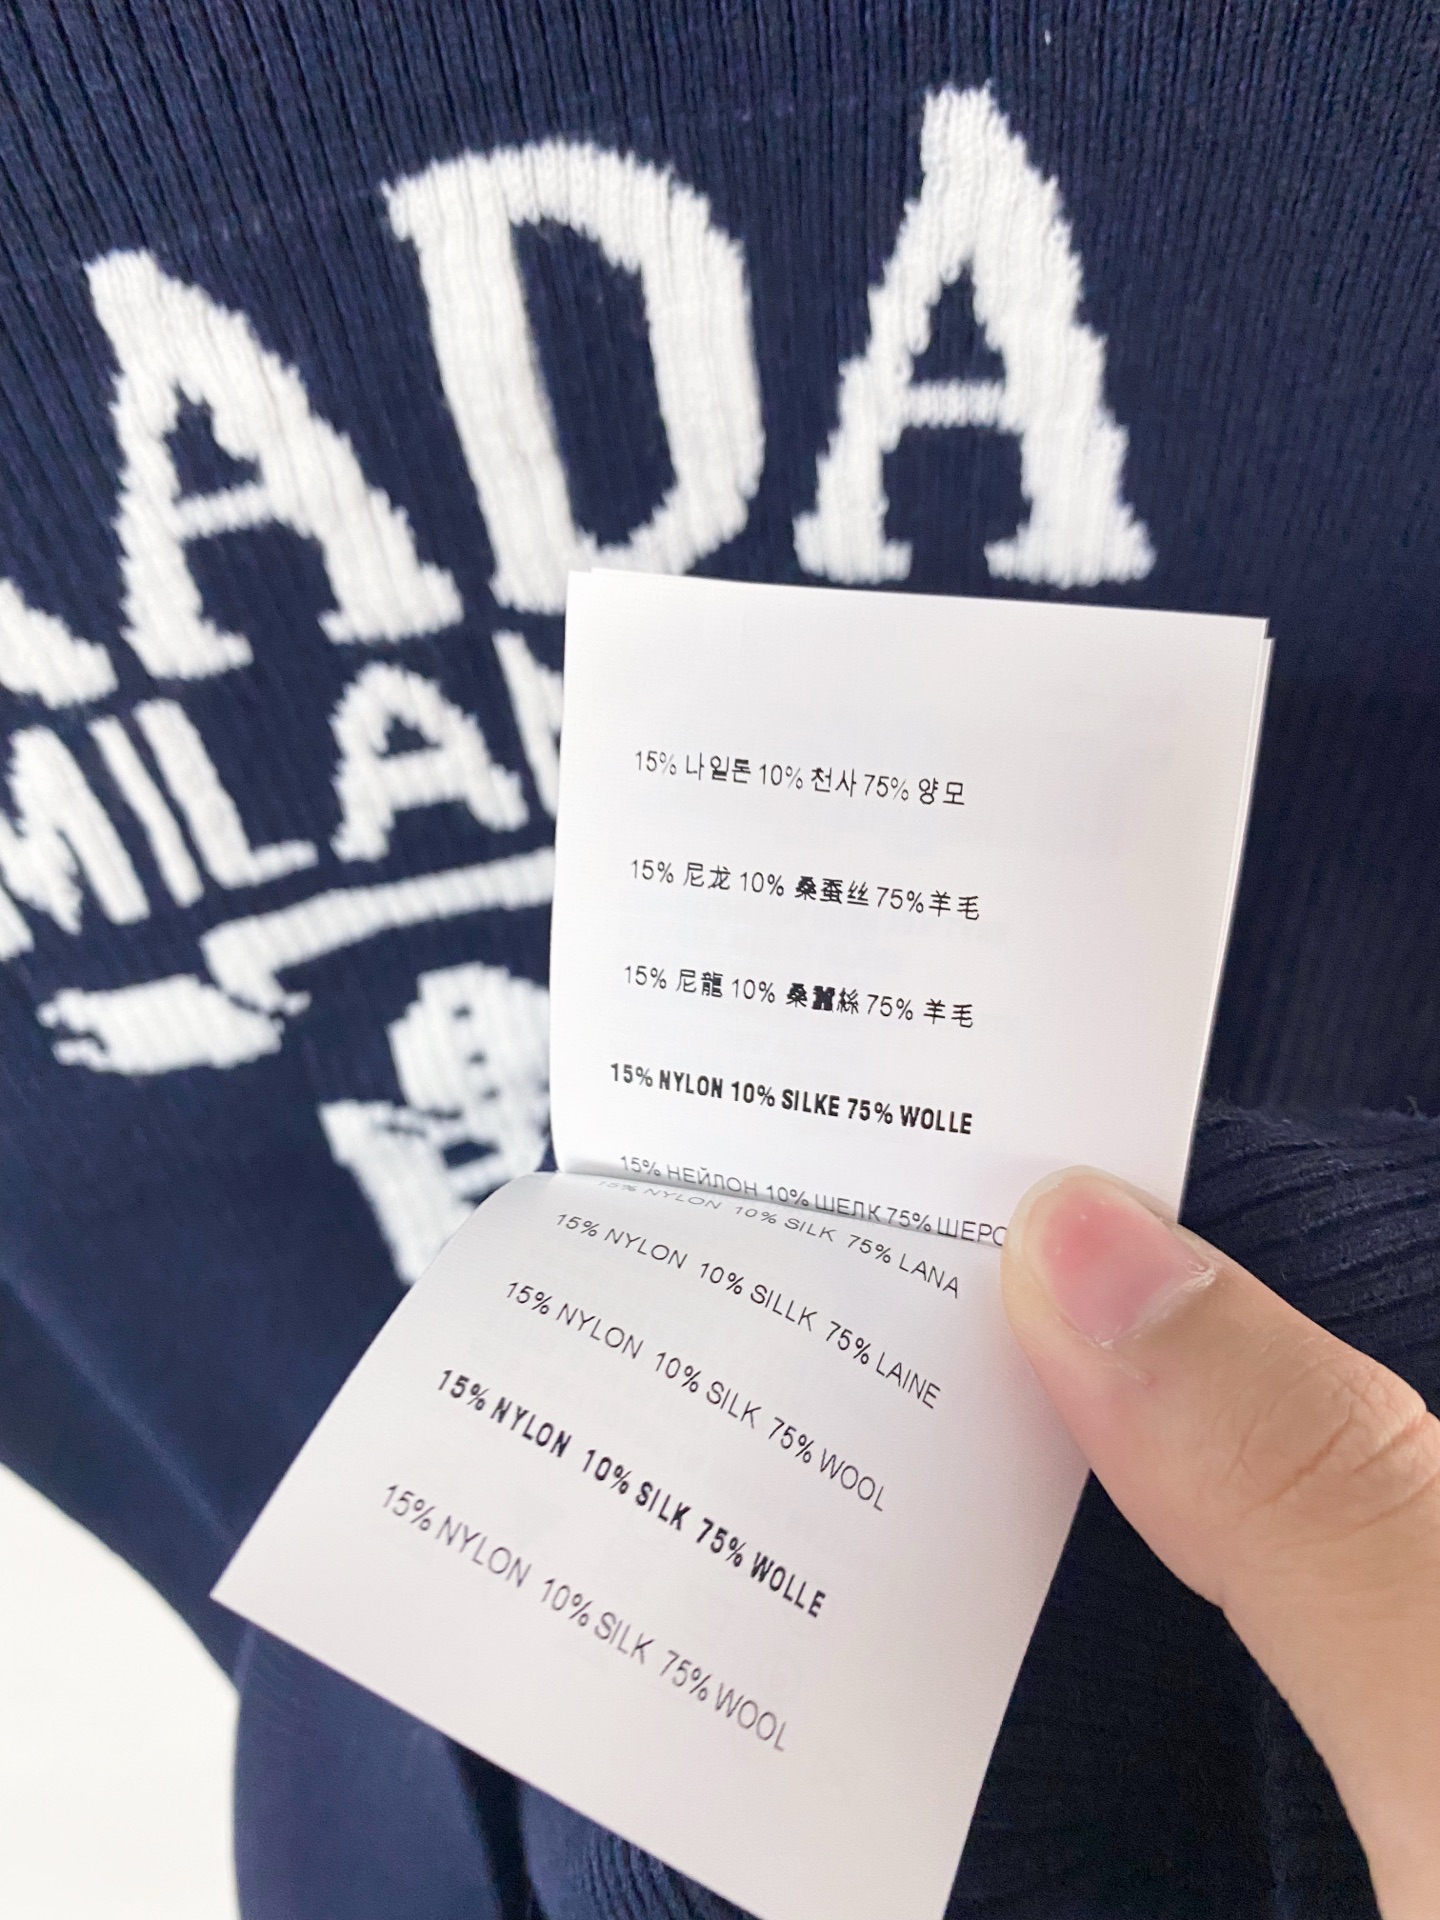 ADA
MILAN
15% 나일론 10% 천사 75% 양모
15% 尼龙 10% 桑蚕丝 75%羊毛
15% 尼龍 10% 桑蠶絲 75% 羊毛
15% NYLON 10% SILKE 75% WOLLE
15% НЕЙЛОН 10% ШЕЛК 75%
15% NYLON 10% SILK 75% LANA
15% NYLON 10% SILLK 75% LAINE
15% NYLON 10% SILK 75% WOOL
15% NYLON 10% SILK 75% WOLLE
15% NYLON 10% SILK 75% WOOL